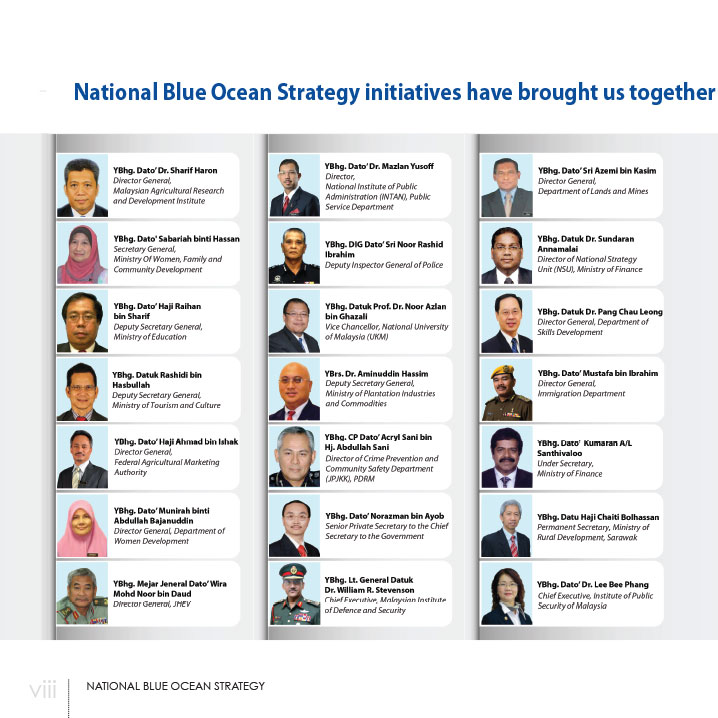 National Blue Ocean Strategy initiatives have brought us together
YBhg. Dato’ Dr. Sharif Haron
Director General,
Malaysian Agricultural Research
and Development Institute
YBhg. Dato' Sabariah binti Hassan
Secretary General,
Ministry Of Women, Family and
Community Development
YBhg. Dato’ Haji Raihan
bin Sharif
Deputy Secretary General,
Ministry of Education
YBhg. Datuk Rashidi bin
Hasbullah
Deputy Secretary General,
Ministry of Tourism and Culture
YBhg. Dato’ Haji Ahmad bin Ishak
Director General,
Federal Agricultural Marketing
Authority
YBhg. Dato’ Munirah binti
Abdullah Bajanuddin
Director General, Department of
Women Development
YBhg. Mejar Jeneral Dato’ Wira
Mohd Noor bin Daud
Director General, JHEV
YBhg. Dato’ Dr. Mazlan Yusoff
Director,
National Institute of Public
Administration (INTAN), Public
Service Department
YBhg. DIG Dato’ Sri Noor Rashid
Ibrahim
Deputy Inspector General of Police
YBhg. Datuk Prof. Dr. Noor Azlan
bin Ghazali
Vice Chancellor, National University
of Malaysia (UKM)
YBrs. Dr. Aminuddin Hassim
Deputy Secretary General,
Ministry of Plantation Industries
and Commodities
YBhg. CP Dato’ Acryl Sani bin
Hj. Abdullah Sani
Director of Crime Prevention and
Community Safety Department
(JPJKK), PDRM
YBhg. Dato’ Norazman bin Ayob
Senior Private Secretary to the Chief
Secretary to the Government
YBhg. Lt. General Datuk
Dr. William R. Stevenson
Chief Executive, Malaysian Institute
of Defence and Security
YBhg. Dato’ Sri Azemi bin Kasim
Director General,
Department of Lands and Mines
YBhg. Datuk Dr. Sundaran
Annamalai
Director of National Strategy
Unit (NSU), Ministry of Finance
YBhg. Datuk Dr. Pang Chau Leong
Director General, Department of
Skills Development
YBhg. Dato’ Mustafa bin Ibrahim
Director General,
Immigration Department
YBhg. Dato’ Kumaran A/L
Santhivaloo
Under Secretary,
Ministry of Finance
YBhg. Datu Haji Chaiti Bolhassan
Permanent Secretary, Ministry of
Rural Development, Sarawak
YBhg. Dato’ Dr. Lee Bee Phang
Chief Executive, Institute of Public
Security of Malaysia
viii
NATIONAL BLUE OCEAN STRATEGY